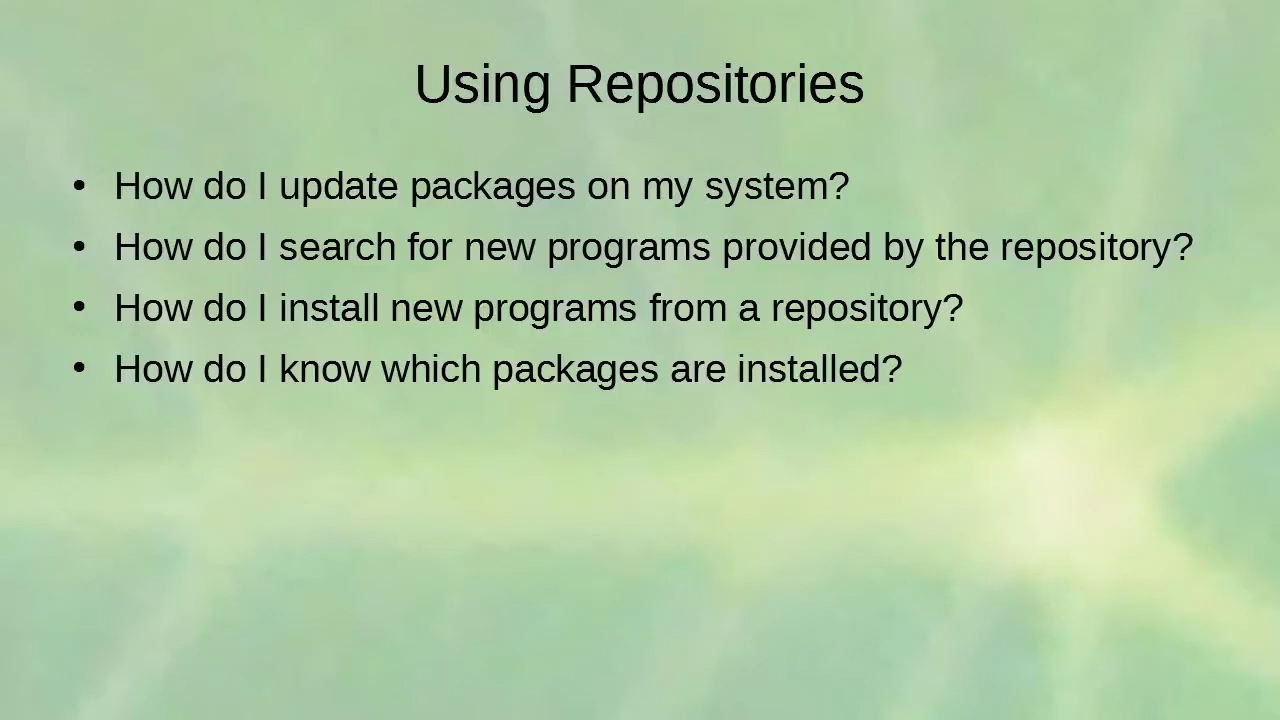 Using Repositories
• How do I update packages on my system?
• How do I search for new programs provided by the repository?
• How do I install new programs from a repository?
• How do I know which packages are installed?